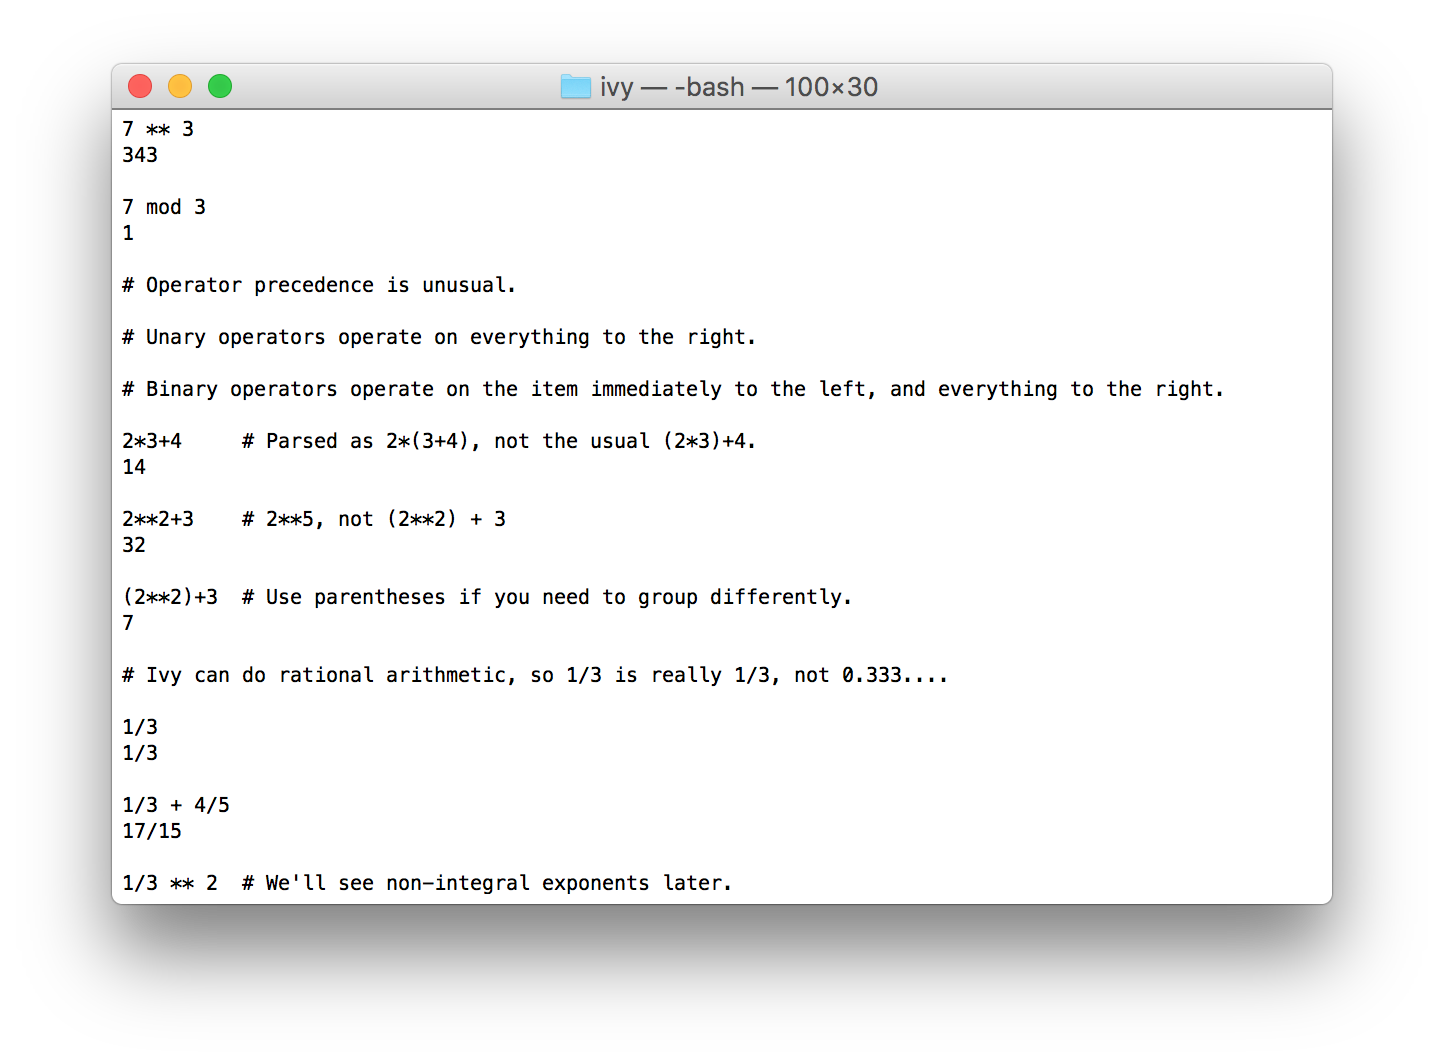 ivy — -bash — 100×30
7 ** 3
343
7 mod 3
1
# Operator precedence is unusual.
# Unary operators operate on everything to the right.
# Binary operators operate on the item immediately to the left, and everything to the right.
2*3+4     # Parsed as 2*(3+4), not the usual (2*3)+4.
14
2**2+3    # 2**5, not (2**2) + 3
32
(2**2)+3  # Use parentheses if you need to group differently.
7
# Ivy can do rational arithmetic, so 1/3 is really 1/3, not 0.333....
1/3
1/3
1/3 + 4/5
17/15
1/3 ** 2  # We'll see non-integral exponents later.